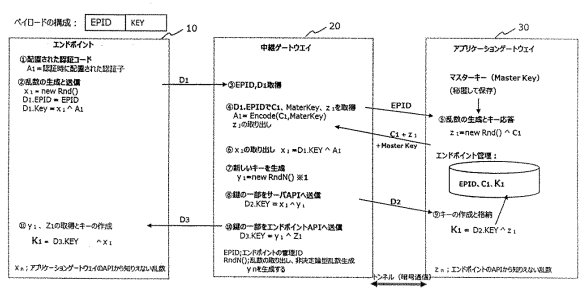 ペイロードの構成： EPID KEY
10
エンドポイント
①配置された認証コード
A1=認証時に配置された認証子
②乱数の生成と送信
x1=new Rnd()
D1.EPID = EPID
D1.Key = x1 ^ A1
⑪ y1、Z1の取得とキーの作成
K1= D3.KEY ^ x1
xn；アプリケーションゲートウェイのAPIから知りえない乱数
D1
D3
20
中継ゲートウエイ
③EPID,D1取得
④D1.EPIDでC1、MaterKey、z1を取得
A1= Encode(C1,MaterKey)
z1の取り出し
⑥ x1の取り出し x1=D1.KEY ^ A1
⑦新しいキーを生成
y1=new RndN() ※1
⑧鍵の一部をサーバAPIへ送信
D2.KEY = x1 ^ y1
⑩鍵の一部をエンドポイントAPIへ送信
D3.KEY = y1 ^ Z1
EPID;エンドポイントの管理ID
RndN();乱数の取り出し、非決定論型乱数生成
y nを生成する
EPID
C1 + z1
+Master Key
D2
トンネル（暗号通信）
30
アプリケーションゲートウエイ
マスターキー（Master Key）
(秘匿して保存)
⑤乱数の生成とキー応答
z1=new Rnd() ^ C1
エンドポイント管理：
EPID、C1、K1
⑨キーの作成と格納
K1= D2.KEY ^ z1
zn；エンドポイントのAPIから知りえない乱数